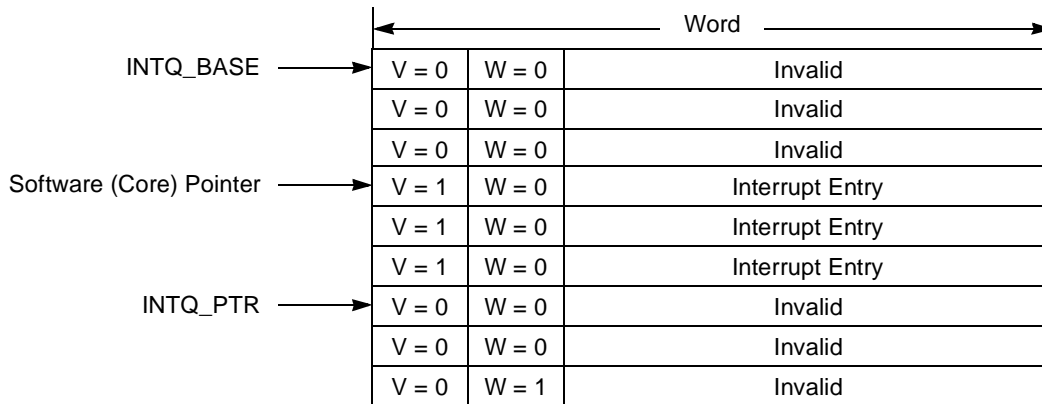 Word
INTQ_BASE V = 0 W = 0 Invalid
V = 0 W = 0 Invalid
V = 0 W = 0 Invalid
Software (Core) Pointer V = 1 W = 0 Interrupt Entry
V = 1 W = 0 Interrupt Entry
V = 1 W = 0 Interrupt Entry
INTQ_PTR V = 0 W = 0 Invalid
V = 0 W = 0 Invalid
V = 0 W = 1 Invalid